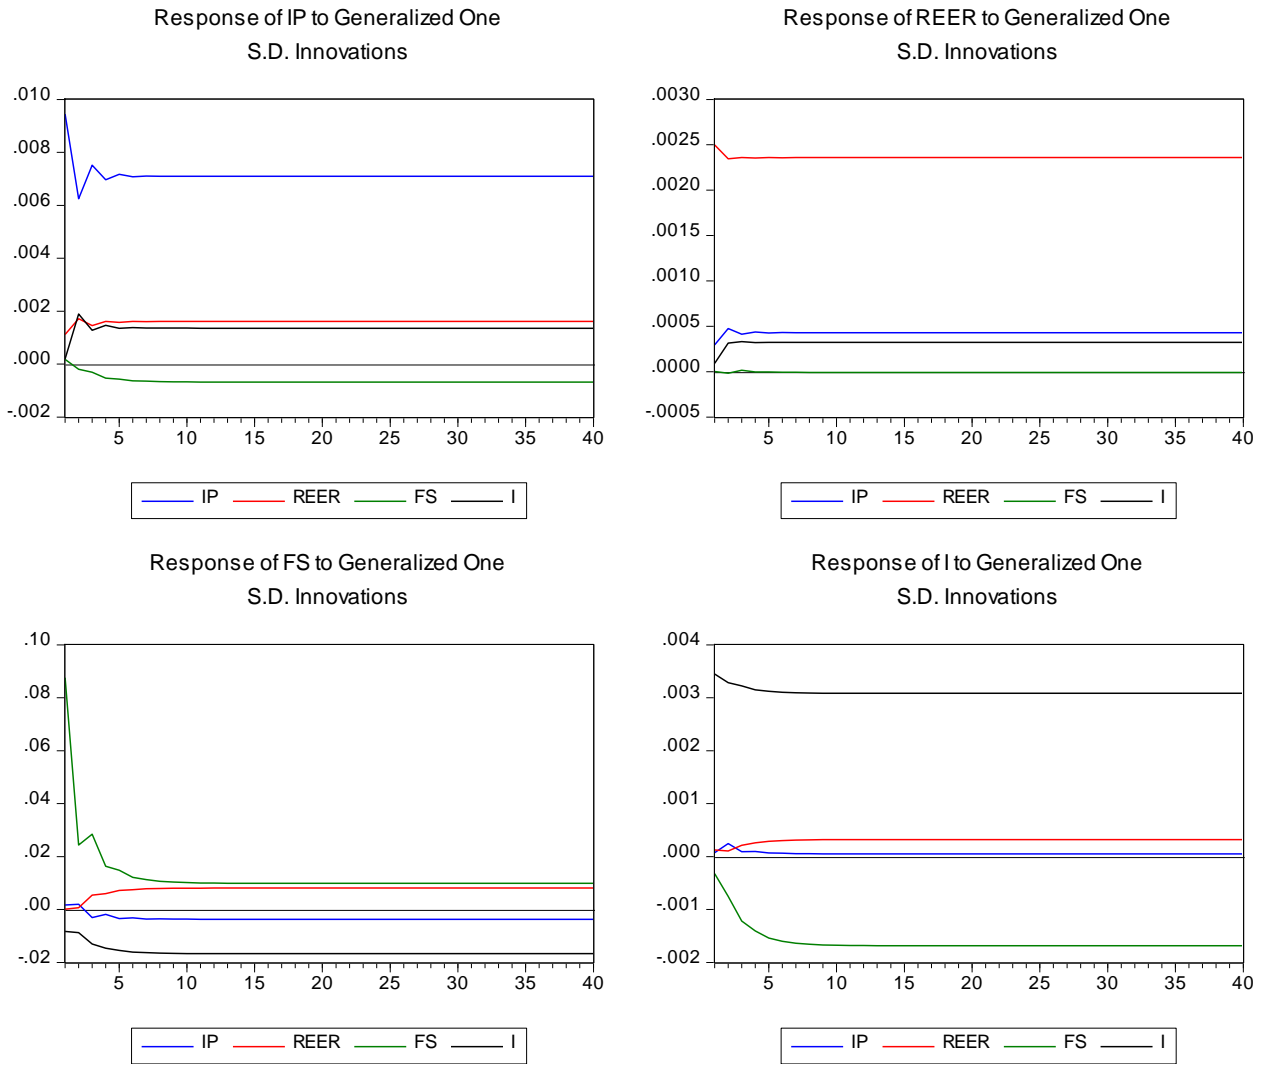 Response of IP to Generalized One
S.D. Innovations
.010
.008
.006
.004
.002
.000
-.002
5 10 15 20 25 30 35 40
IP REER FS I
Response of REER to Generalized One
S.D. Innovations
.0030
.0025
.0020
.0015
.0010
.0005
.0000
-.0005
5 10 15 20 25 30 35 40
IP REER FS I
Response of FS to Generalized One
S.D. Innovations
.10
.08
.06
.04
.02
.00
-.02
5 10 15 20 25 30 35 40
IP REER FS I
Response of I to Generalized One
S.D. Innovations
.004
.003
.002
.001
.000
-.001
-.002
5 10 15 20 25 30 35 40
IP REER FS I